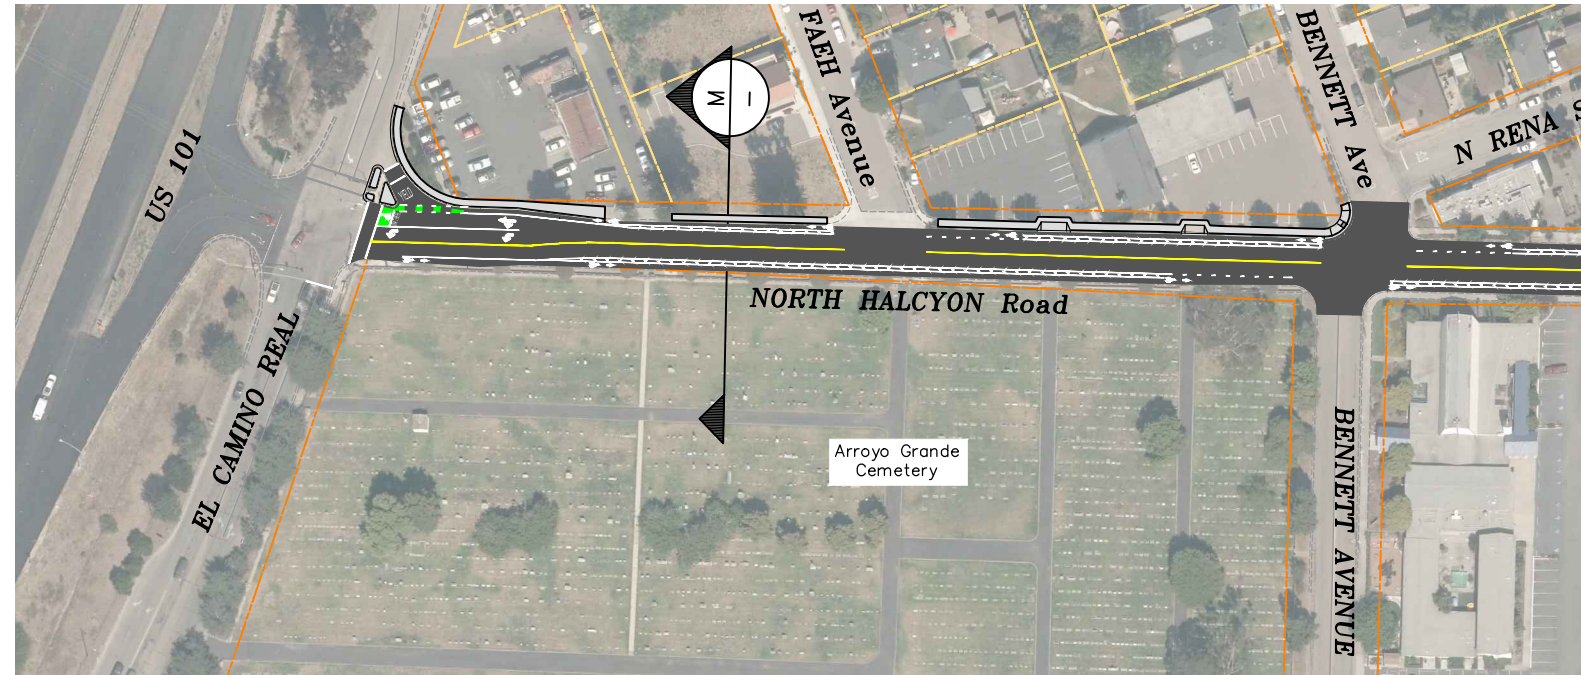 FAEH Avenue
BENNETT Ave
N RENA
US 101
M
–
NORTH HALCYON Road
EL CAMINO REAL
Arroyo Grande
Cemetery
BENNETT AVENUE